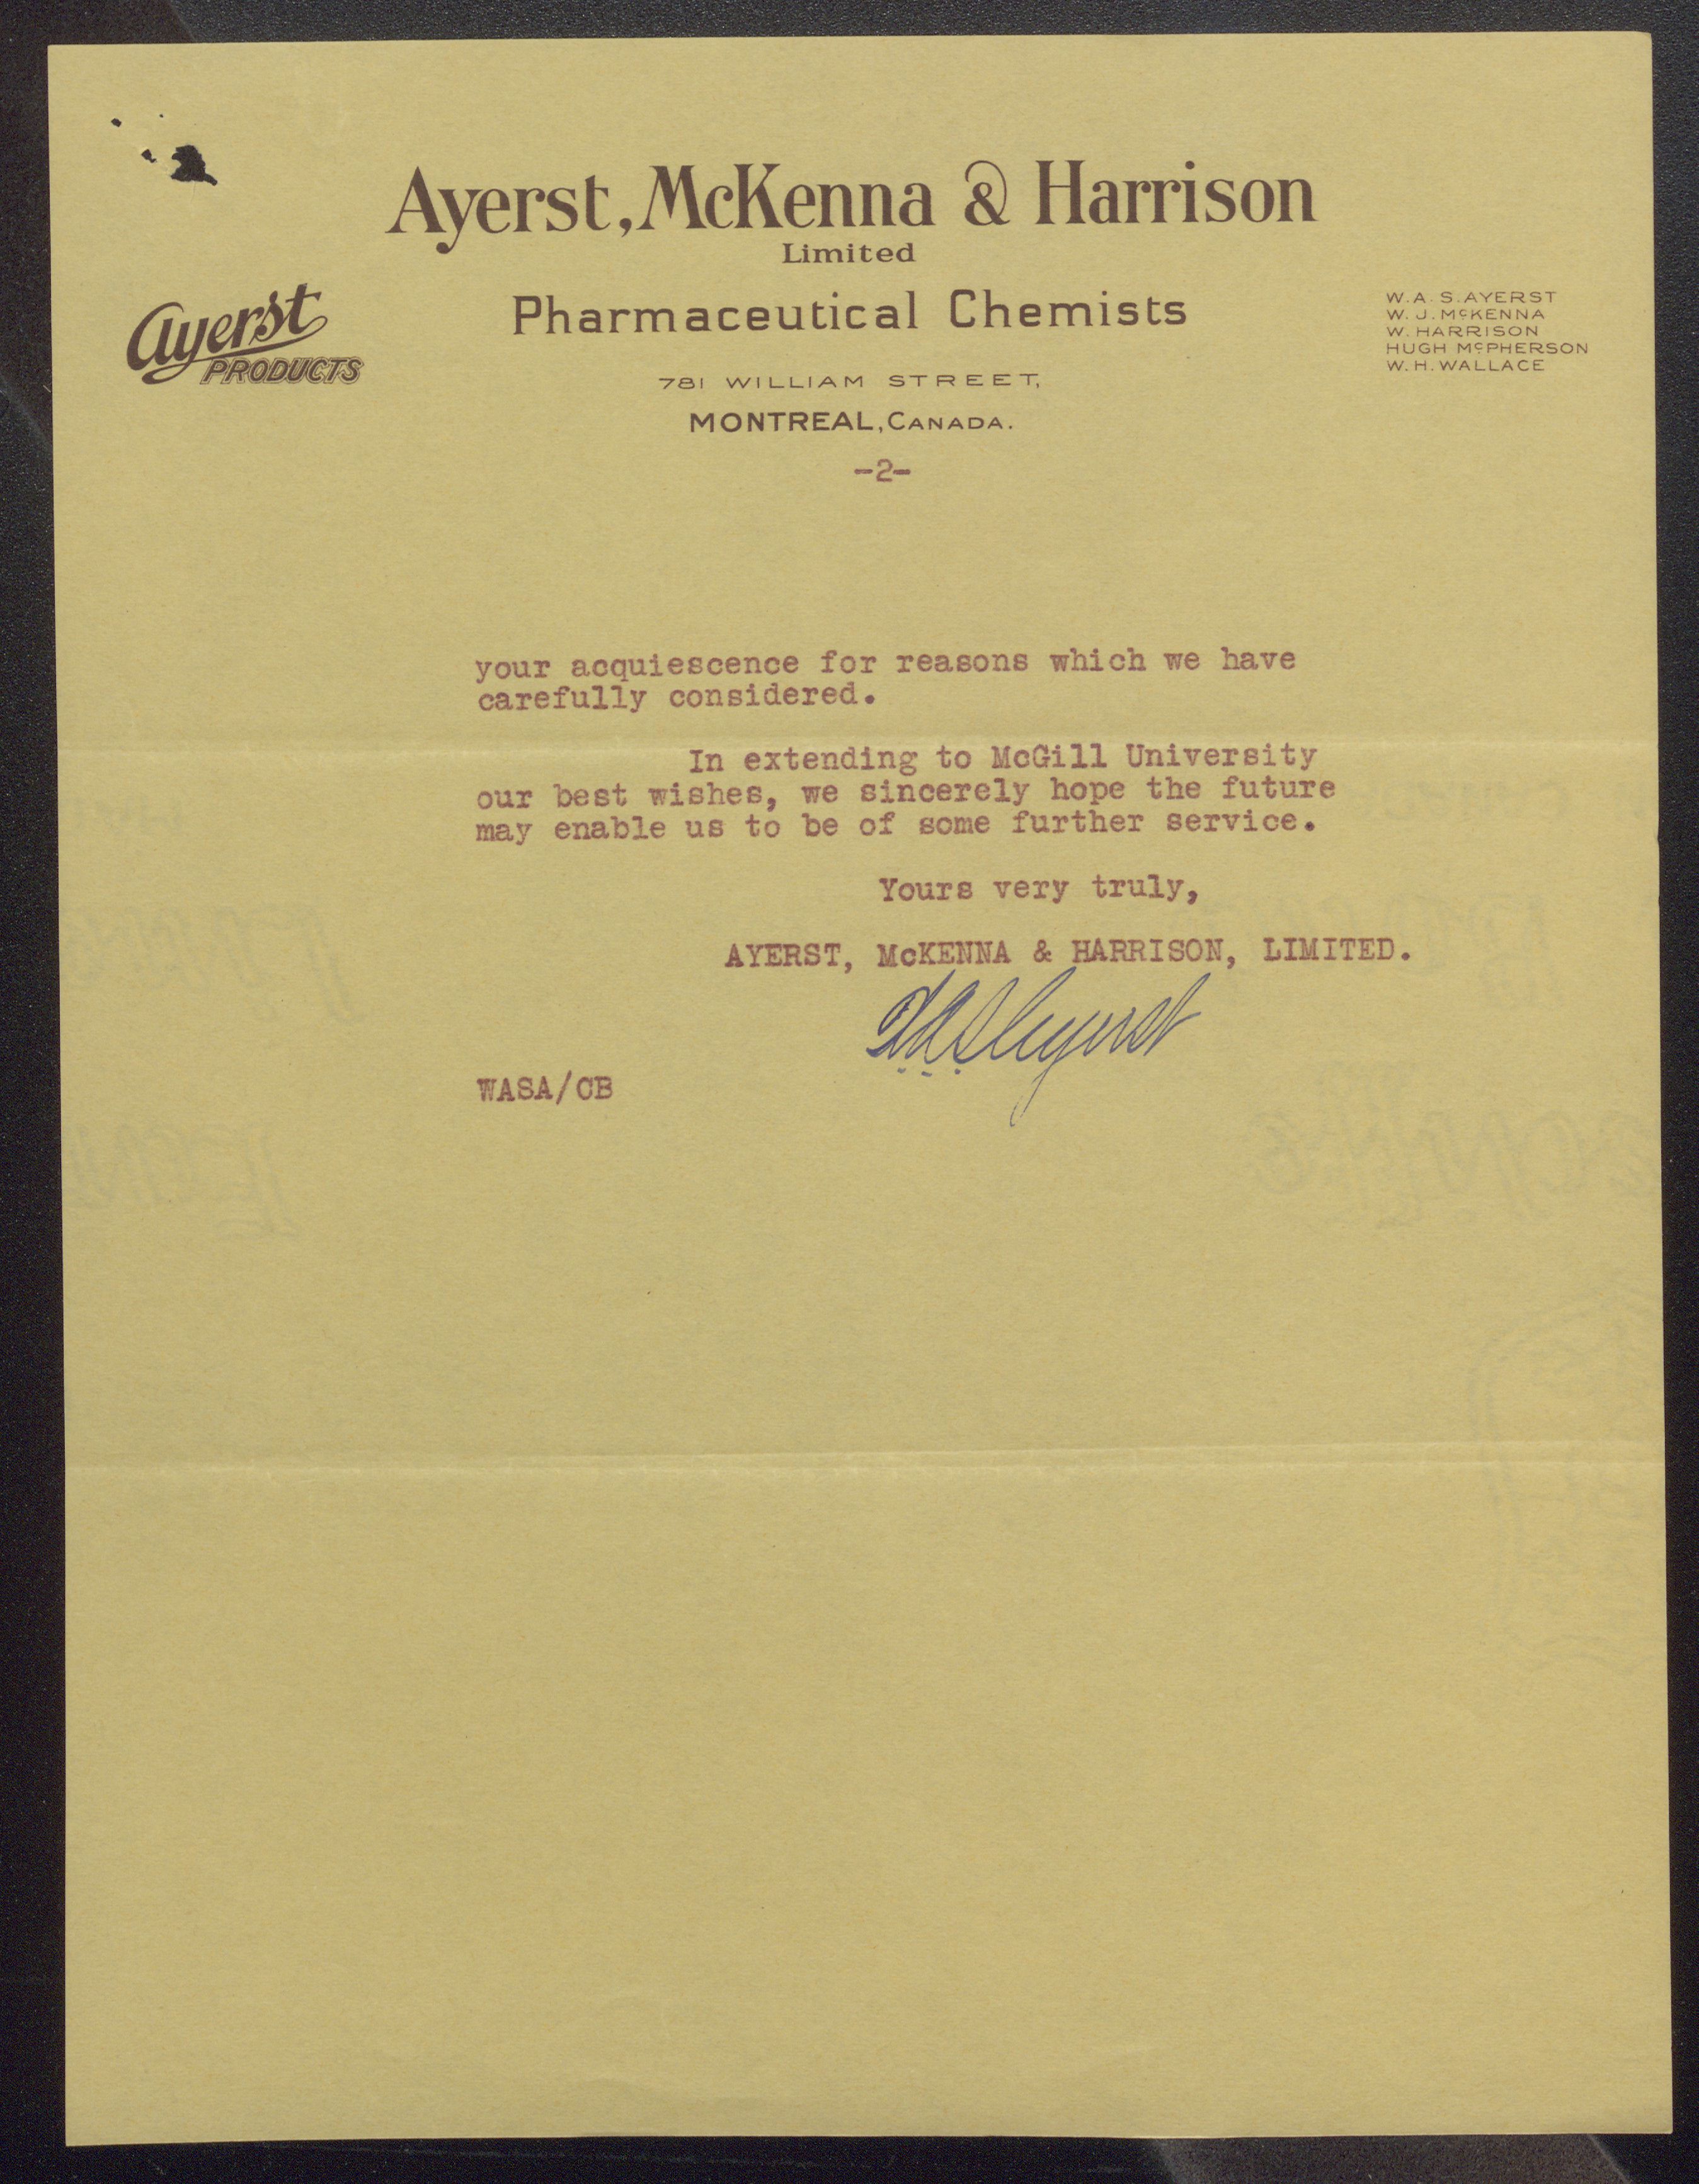 Ayerst, McKenna & Harrison
Limited
Pharmaceutical Chemists
781 WILLIAM STREET,
MONTREAL, CANADA.
Ayerst
PRODUCTS
W. A. S. AYERST
W. J. McKENNA
W. HARRISON
HUGH McPHERSON
W. H. WALLACE
-2-
your acquiescence for reasons which we have
carefully considered.
In extending to McGill University
our best wishes, we sincerely hope the future
may enable us to be of some further service.
Yours very truly,
AYERST, McKENNA & HARRISON, LIMITED.
WASAyerst
WASA/CB